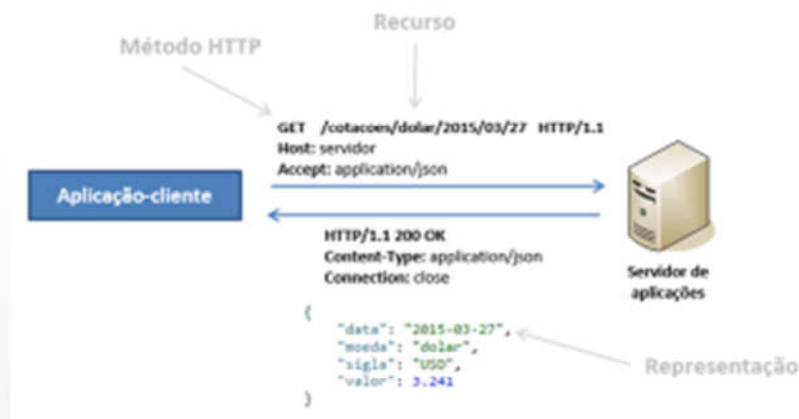 Recurso
Método HTTP
GET /cotacoes/dolar/2015/03/27 HTTP/1.1
Host: servidor
Accept: application/json
Aplicação-cliente
HTTP/1.1 200 OK
Content-Type: application/json
Connection: close
Servidor de
aplicações
{
"data": "2015-03-27",
"moeda": "dolar",
"sigla": "USD",
"valor": 3.241
}
Representação